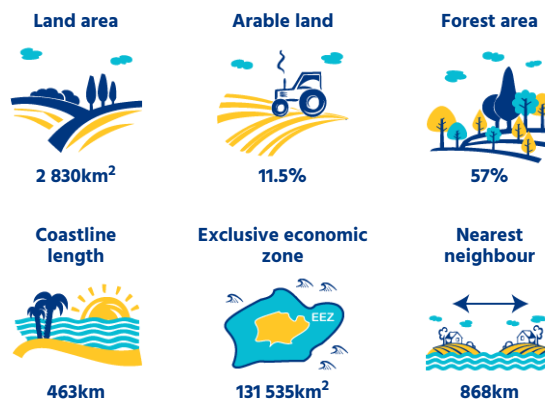 Land area
Arable land
Forest area
2 830km²
11.5%
57%
Coastline
length
Exclusive economic
zone
Nearest
neighbour
EEZ
463km
131 535km²
868km